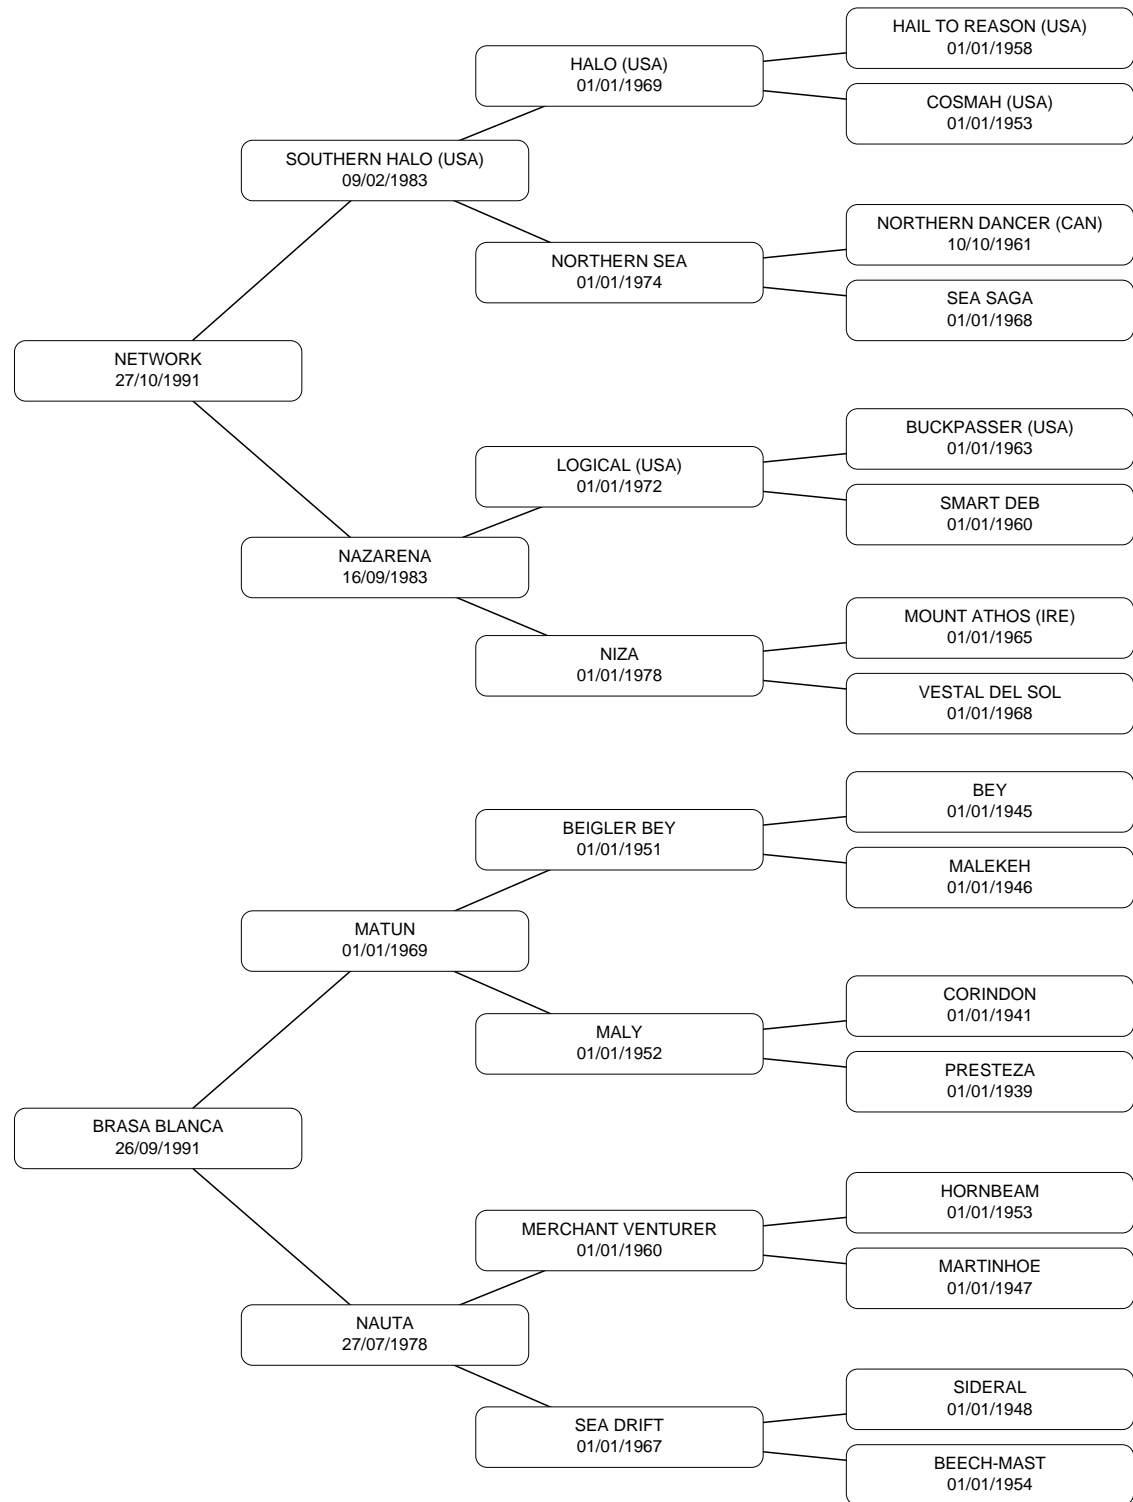 HAIL TO REASON (USA)
01/01/1958
HALO (USA)
01/01/1969
COSMAH (USA)
01/01/1953
SOUTHERN HALO (USA)
09/02/1983
NORTHERN DANCER (CAN)
10/10/1961
NORTHERN SEA
01/01/1974
SEA SAGA
01/01/1968
NETWORK
27/10/1991
BUCKPASSER (USA)
01/01/1963
LOGICAL (USA)
01/01/1972
SMART DEB
01/01/1960
NAZARENA
16/09/1983
MOUNT ATHOS (IRE)
01/01/1965
NIZA
01/01/1978
VESTAL DEL SOL
01/01/1968
BEY
01/01/1945
BEIGLER BEY
01/01/1951
MALEKEH
01/01/1946
MATUN
01/01/1969
CORINDON
01/01/1941
MALY
01/01/1952
PRESTEZA
01/01/1939
BRASA BLANCA
26/09/1991
HORNBEAM
01/01/1953
MERCHANT VENTURER
01/01/1960
MARTINHOE
01/01/1947
NAUTA
27/07/1978
SIDERAL
01/01/1948
SEA DRIFT
01/01/1967
BEECH-MAST
01/01/1954